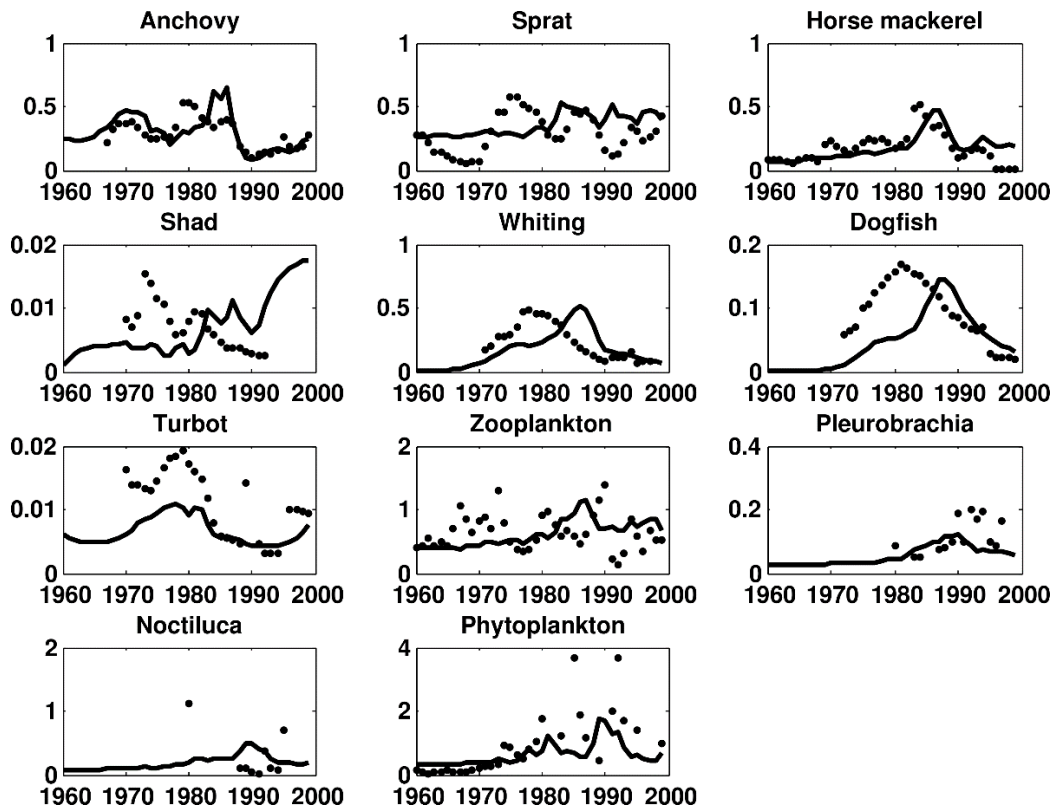 Anchovy Sprat Horse mackerel
1 1 1
0.5 0.5 0.5
0 0 0
1960 1970 1980 1990 2000 1960 1970 1980 1990 2000 1960 1970 1980 1990 2000
Shad Whiting Dogfish
0.02 1 0.2
0.01 0.5 0.1
0 0 0
1960 1970 1980 1990 2000 1960 1970 1980 1990 2000 1960 1970 1980 1990 2000
Turbot Zooplankton Pleurobrachia
0.02 2 0.4
0.01 1 0.2
0 0 0
1960 1970 1980 1990 2000 1960 1970 1980 1990 2000 1960 1970 1980 1990 2000
Noctiluca Phytoplankton
2 4
1 2
0 0
1960 1970 1980 1990 2000 1960 1970 1980 1990 2000